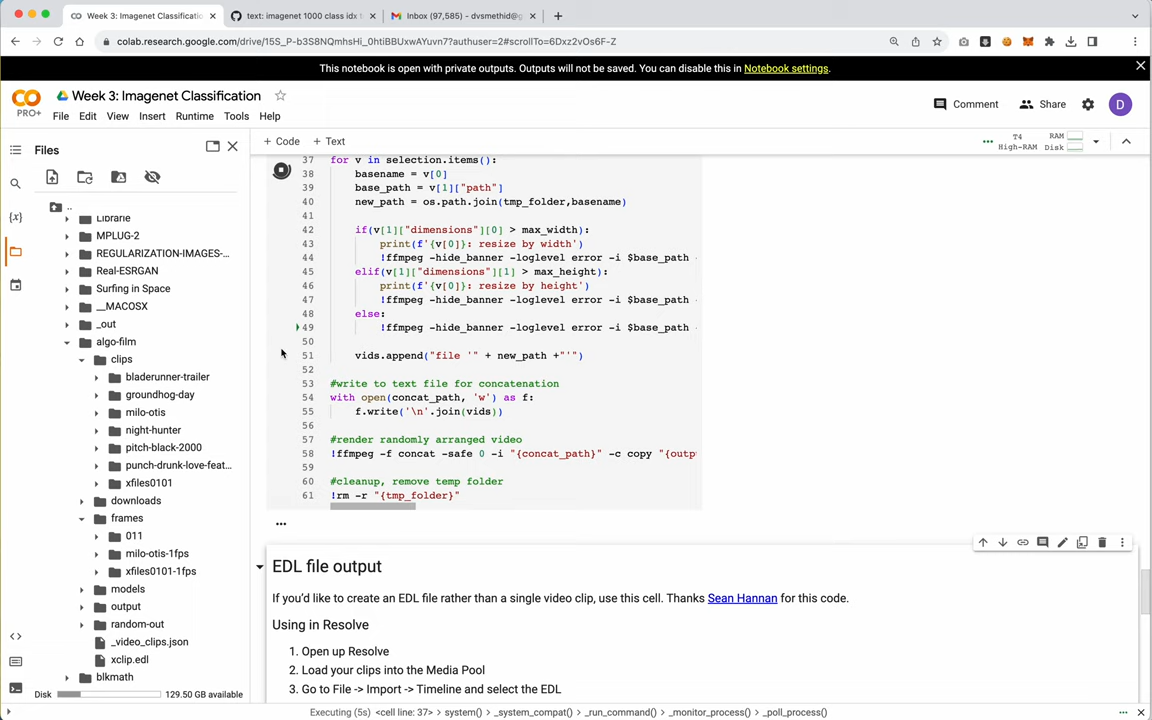 Week 3: Imagenet Classificatio
text: imagenet 1000 class idx t
Inbox (97,585) - dvsmethid@g
colab.research.google.com/drive/15S_P-b3S8NQmhsHi_0htiBBUxwAYuvn7?authuser=2#scrollTo=6Dxz2vOs6F-Z
This notebook is open with private outputs. Outputs will not be saved. You can disable this in Notebook settings.
CO
PRO+
Week 3: Imagenet Classification
File Edit View Insert Runtime Tools Help
Comment
Share
D
Files
+ Code + Text
T4
High-RAM
RAM
Disk
{x}
..
Librarie
MPLUG-2
REGULARIZATION-IMAGES-...
Real-ESRGAN
Surfing in Space
__MACOSX
_out
algo-film
clips
bladerunner-trailer
groundhog-day
milo-otis
night-hunter
pitch-black-2000
punch-drunk-love-feat...
xfiles0101
downloads
frames
011
milo-otis-1fps
xfiles0101-1fps
models
output
random-out
_video_clips.json
xclip.edl
blkmath
Disk 129.50 GB available
37 for v in selection.items():
38 basename = v[0]
39 base_path = v[1]["path"]
40 new_path = os.path.join(tmp_folder,basename)
41
42 if(v[1]["dimensions"][0] > max_width):
43 print(f'{v[0]}: resize by width')
44 !ffmpeg -hide_banner -loglevel error -i $base_path -
45 elif(v[1]["dimensions"][1] > max_height):
46 print(f'{v[0]}: resize by height')
47 !ffmpeg -hide_banner -loglevel error -i $base_path -
48 else:
49 !ffmpeg -hide_banner -loglevel error -i $base_path -
50
51 vids.append("file '" + new_path +"'")
52
53 #write to text file for concatenation
54 with open(concat_path, 'w') as f:
55 f.write('\n'.join(vids))
56
57 #render randomly arranged video
58 !ffmpeg -f concat -safe 0 -i "{concat_path}" -c copy "{outp
59
60 #cleanup, remove temp folder
61 !rm -r "{tmp_folder}"
EDL file output
If you'd like to create an EDL file rather than a single video clip, use this cell. Thanks Sean Hannan for this code.
Using in Resolve
1. Open up Resolve
2. Load your clips into the Media Pool
3. Go to File -> Import -> Timeline and select the EDL
Executing (5s) <cell line: 37> > system() > _system_compat() > _run_command() > _monitor_process() > _poll_process()